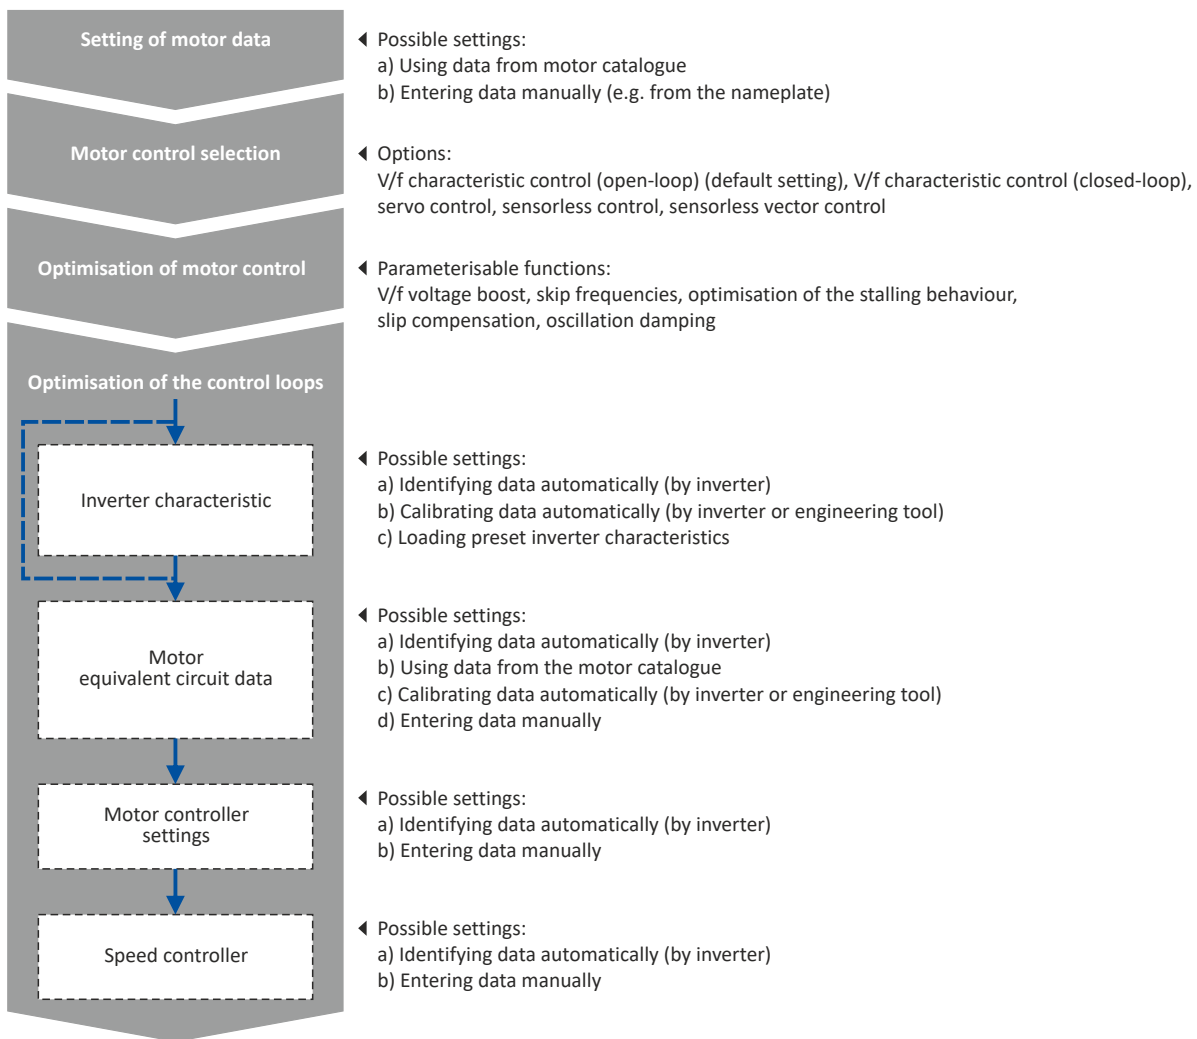 Setting of motor data
Possible settings:
a) Using data from motor catalogue
b) Entering data manually (e.g. from the nameplate)
Motor control selection
Options:
V/f characteristic control (open-loop) (default setting), V/f characteristic control (closed-loop),
servo control, sensorless control, sensorless vector control
Optimisation of motor control
Parameterisable functions:
V/f voltage boost, skip frequencies, optimisation of the stalling behaviour,
slip compensation, oscillation damping
Optimisation of the control loops
Inverter characteristic
Possible settings:
a) Identifying data automatically (by inverter)
b) Calibrating data automatically (by inverter or engineering tool)
c) Loading preset inverter characteristics
Motor
equivalent circuit data
Possible settings:
a) Identifying data automatically (by inverter)
b) Using data from the motor catalogue
c) Calibrating data automatically (by inverter or engineering tool)
d) Entering data manually
Motor controller
settings
Possible settings:
a) Identifying data automatically (by inverter)
b) Entering data manually
Speed controller
Possible settings:
a) Identifying data automatically (by inverter)
b) Entering data manually